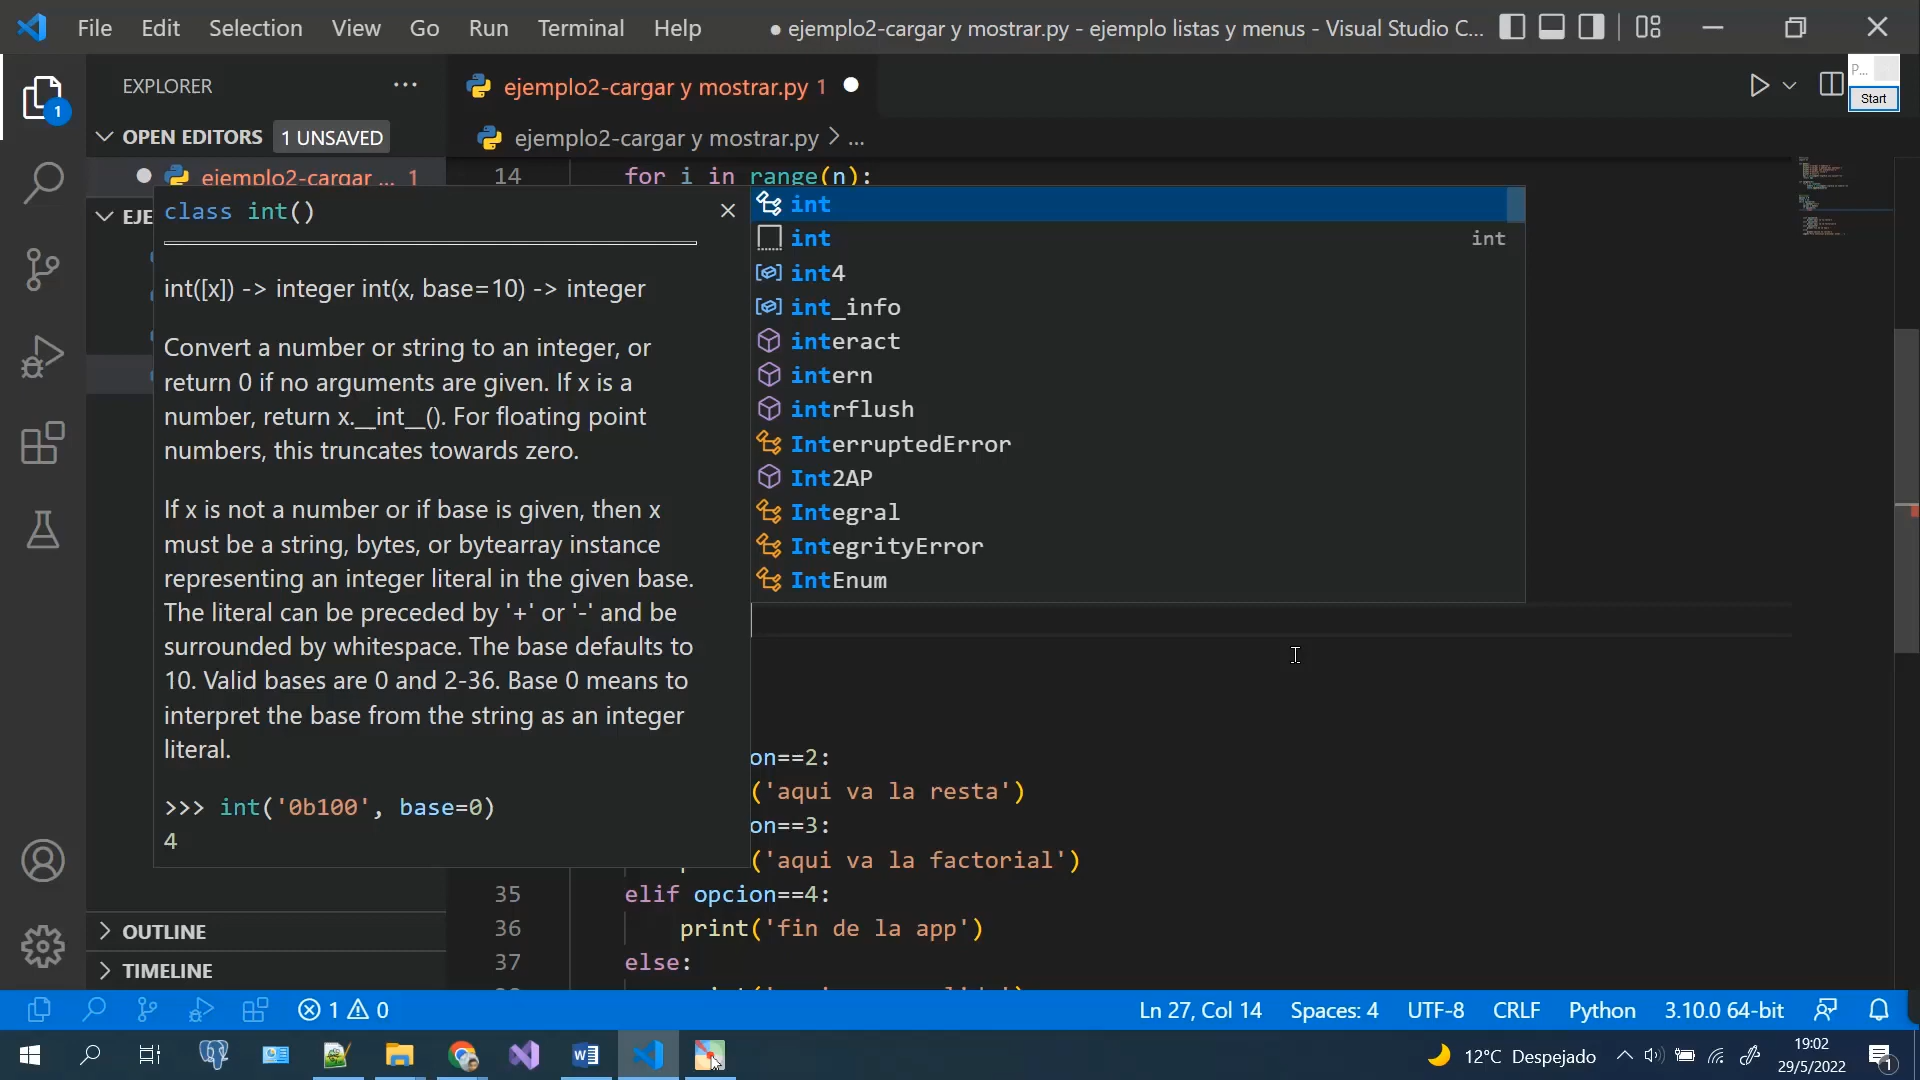 File Edit Selection View Go Run Terminal Help
● ejemplo2-cargar y mostrar.py - ejemplo listas y menus - Visual Studio C...
P...
Start
EXPLORER
1
OPEN EDITORS 1 UNSAVED
ejemplo2-cargar ... 1
EJE
ejemplo2-cargar y mostrar.py 1
ejemplo2-cargar y mostrar.py > ...
14 for i in range(n):
class int()
int([x]) -> integer int(x, base=10) -> integer
Convert a number or string to an integer, or
return 0 if no arguments are given. If x is a
number, return x.__int__(). For floating point
numbers, this truncates towards zero.
If x is not a number or if base is given, then x
must be a string, bytes, or bytearray instance
representing an integer literal in the given base.
The literal can be preceded by '+' or '-' and be
surrounded by whitespace. The base defaults to
10. Valid bases are 0 and 2-36. Base 0 means to
interpret the base from the string as an integer
literal.
>>> int('0b100', base=0)
4
int
int int
int4
int_info
interact
intern
intrflush
InterruptedError
Int2AP
Integral
IntegrityError
IntEnum
on==2:
('aqui va la resta')
on==3:
('aqui va la factorial')
35 elif opcion==4:
36 print('fin de la app')
37 else:
OUTLINE
TIMELINE
1 0
Ln 27, Col 14 Spaces: 4 UTF-8 CRLF Python 3.10.0 64-bit
12°C Despejado
19:02
29/5/2022
1